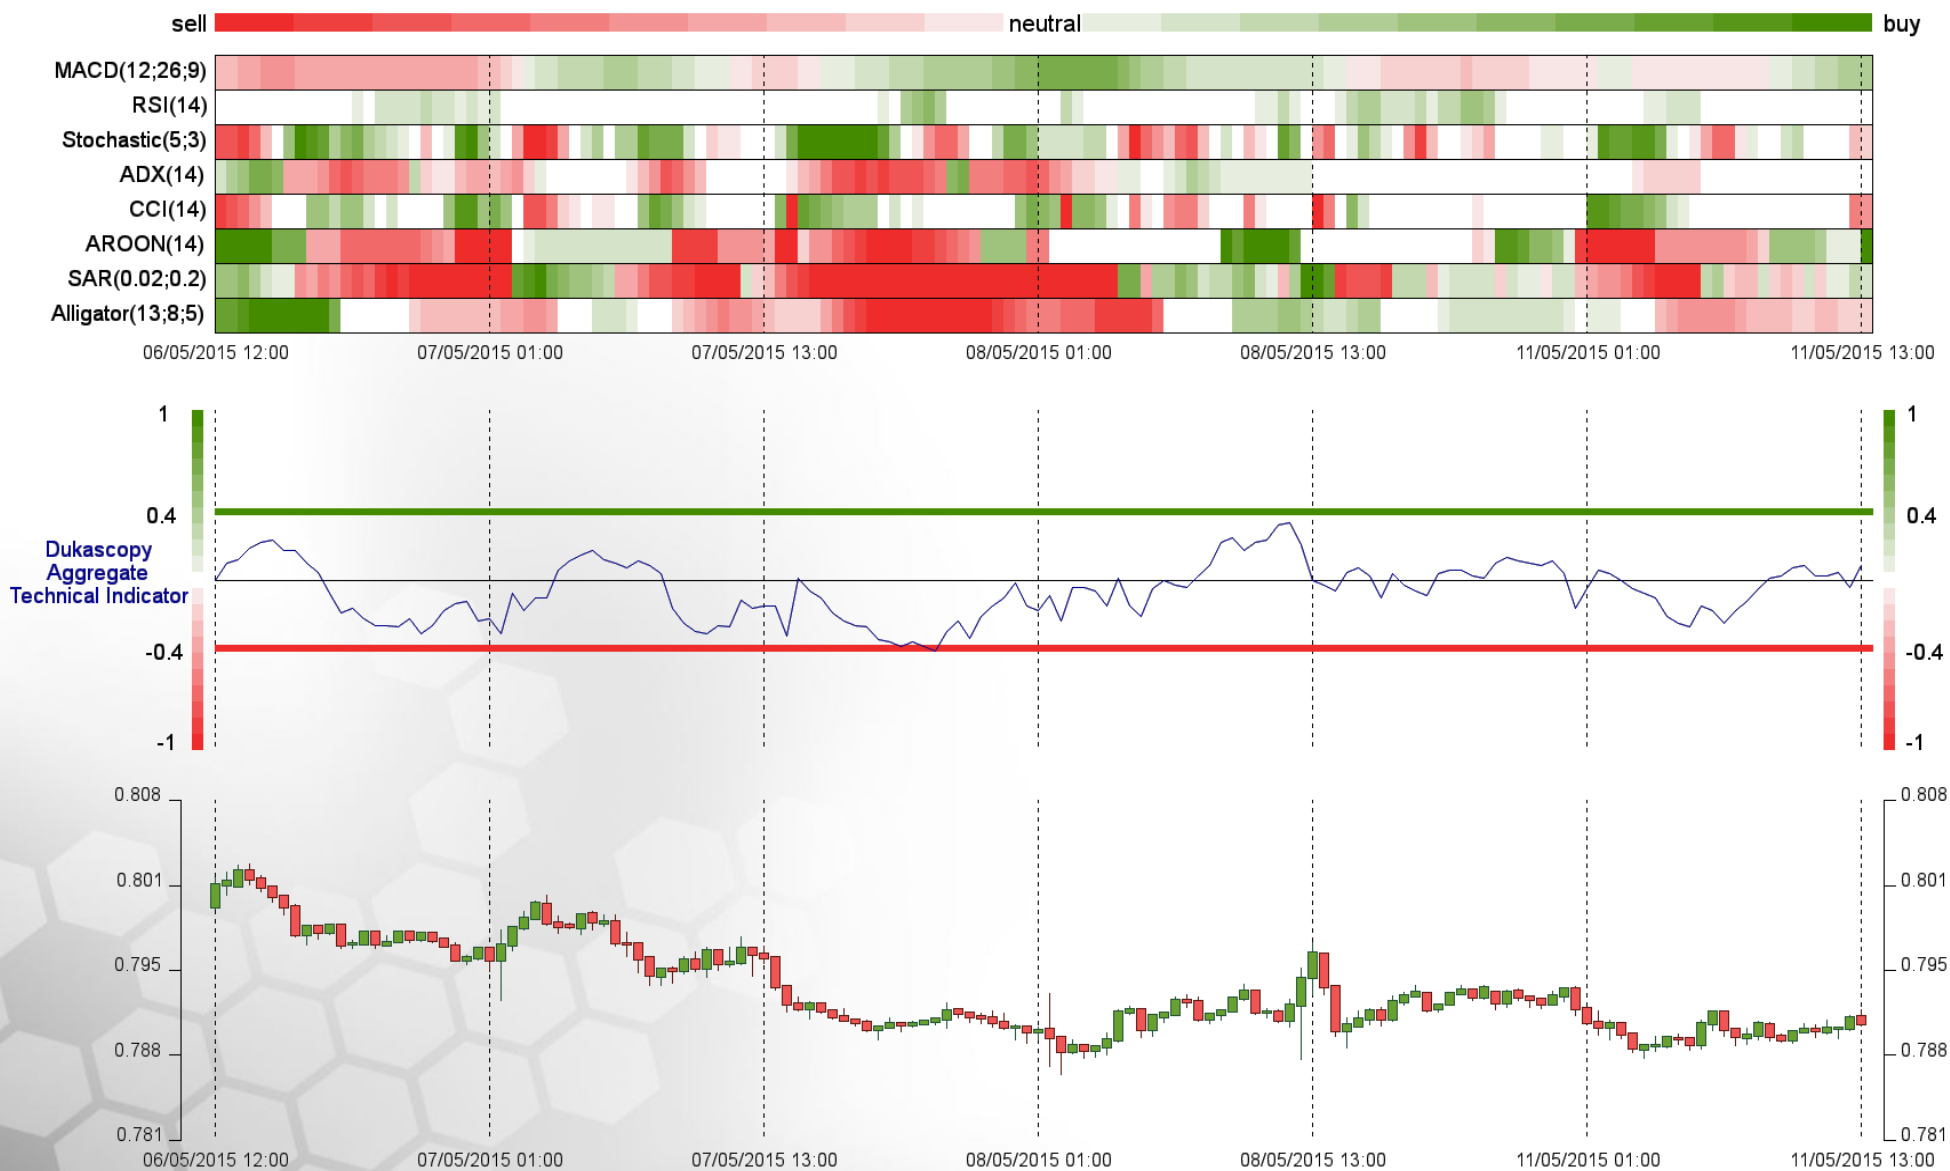 sell neutral buy
MACD(12;26;9)
RSI(14)
Stochastic(5;3)
ADX(14)
CCI(14)
AROON(14)
SAR(0.02;0.2)
Alligator(13;8;5)
06/05/2015 12:00 07/05/2015 01:00 07/05/2015 13:00 08/05/2015 01:00 08/05/2015 13:00 11/05/2015 01:00 11/05/2015 13:00
1 1
0.4 0.4
Dukascopy
Aggregate
Technical Indicator
-0.4 -0.4
-1 -1
0.808 0.808
0.801 0.801
0.795 0.795
0.788 0.788
0.781 0.781
06/05/2015 12:00 07/05/2015 01:00 07/05/2015 13:00 08/05/2015 01:00 08/05/2015 13:00 11/05/2015 01:00 11/05/2015 13:00